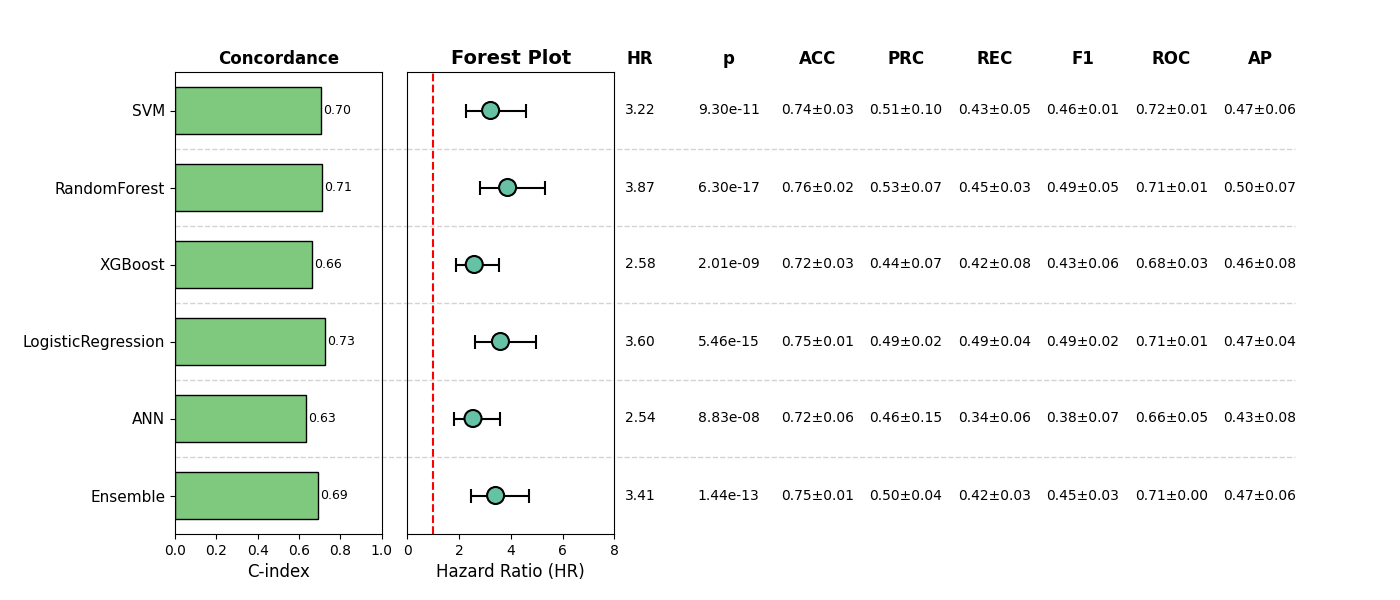 Concordance Forest Plot HR p ACC PRC REC F1 ROC AP
SVM 0.70 3.22 9.30e-11 0.74±0.03 0.51±0.10 0.43±0.05 0.46±0.01 0.72±0.01 0.47±0.06
RandomForest 0.71 3.87 6.30e-17 0.76±0.02 0.53±0.07 0.45±0.03 0.49±0.05 0.71±0.01 0.50±0.07
XGBoost 0.66 2.58 2.01e-09 0.72±0.03 0.44±0.07 0.42±0.08 0.43±0.06 0.68±0.03 0.46±0.08
LogisticRegression 0.73 3.60 5.46e-15 0.75±0.01 0.49±0.02 0.49±0.04 0.49±0.02 0.71±0.01 0.47±0.04
ANN 0.63 2.54 8.83e-08 0.72±0.06 0.46±0.15 0.34±0.06 0.38±0.07 0.66±0.05 0.43±0.08
Ensemble 0.69 3.41 1.44e-13 0.75±0.01 0.50±0.04 0.42±0.03 0.45±0.03 0.71±0.00 0.47±0.06
0.0 0.2 0.4 0.6 0.8 1.0 0 2 4 6 8
C-index Hazard Ratio (HR)